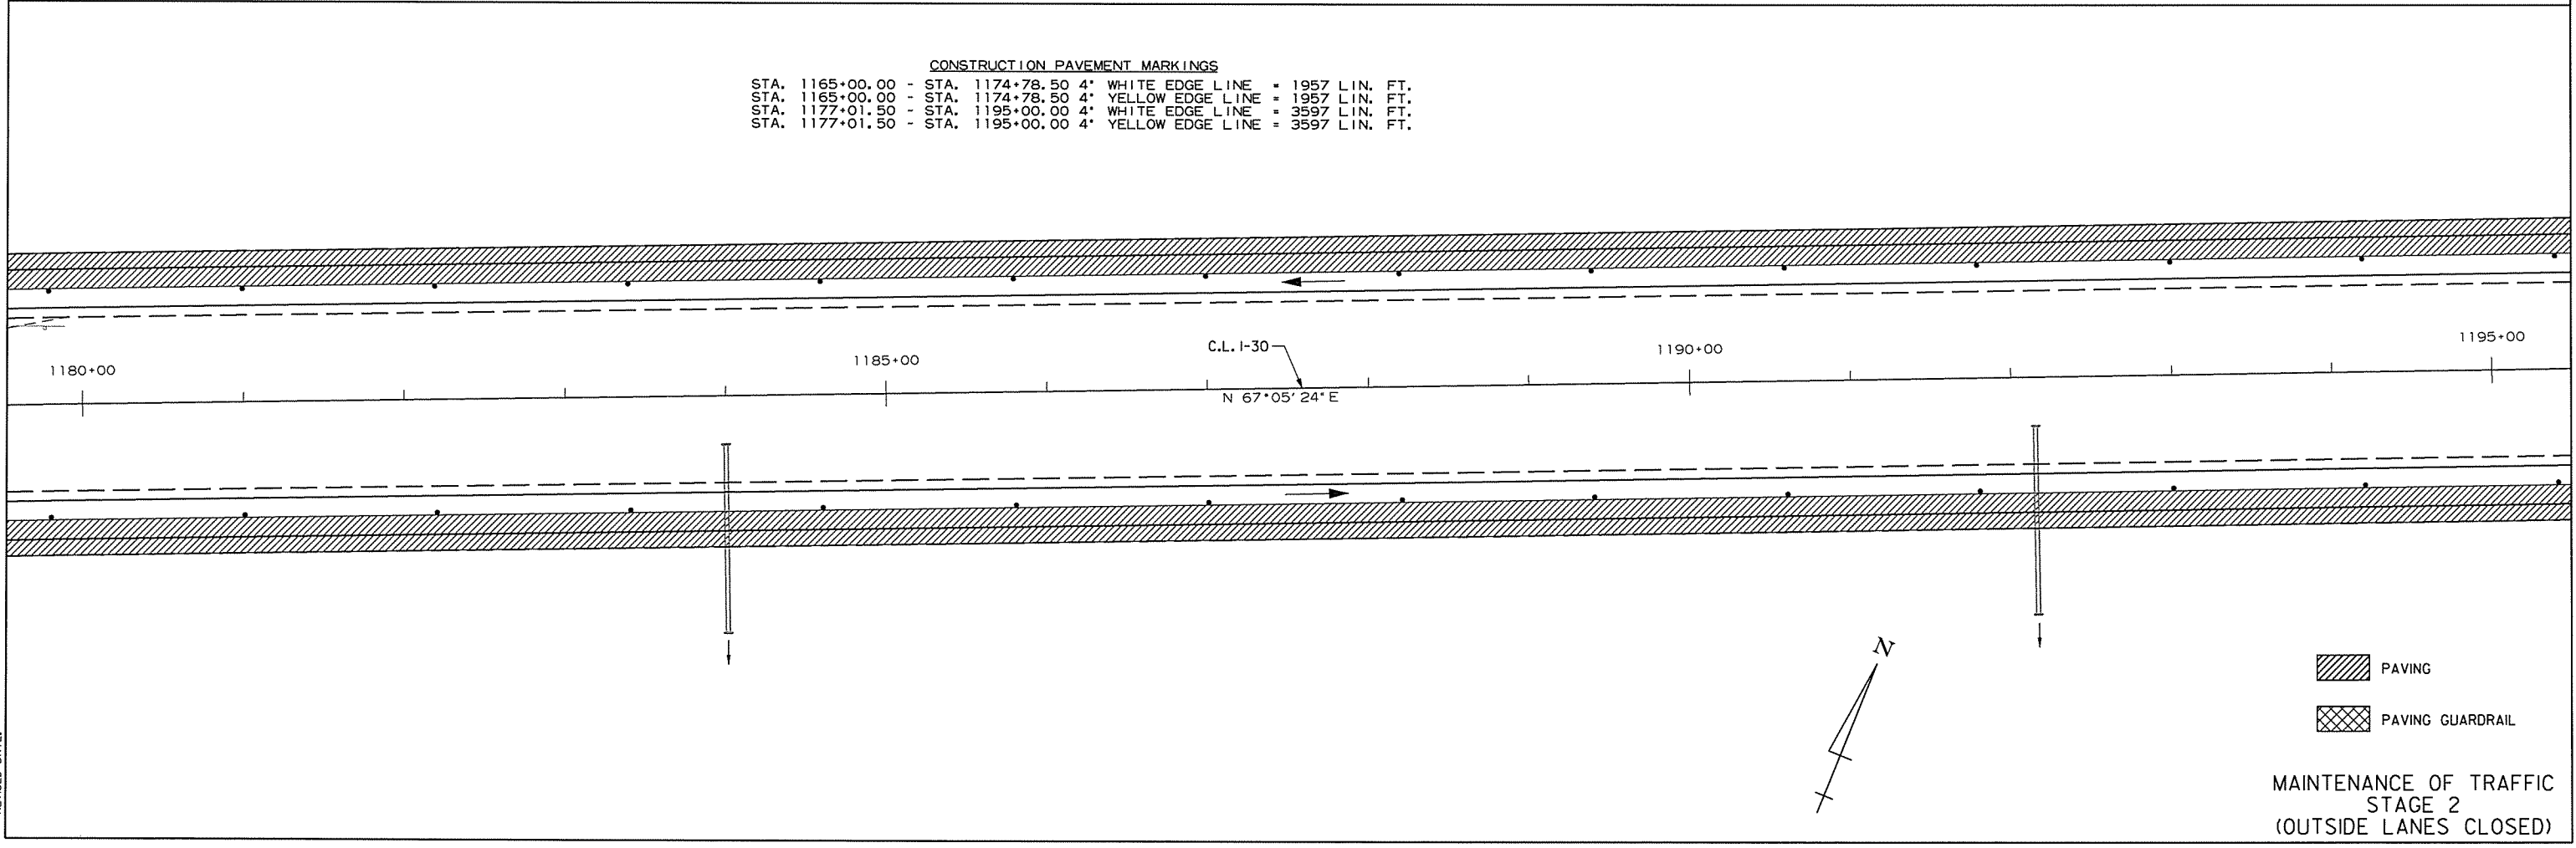 CONSTRUCTION PAVEMENT MARKINGS
STA. 1165+00.00 - STA. 1174+78.50 4" WHITE EDGE LINE = 1957 LIN. FT.
STA. 1165+00.00 - STA. 1174+78.50 4" YELLOW EDGE LINE = 1957 LIN. FT.
STA. 1177+01.50 - STA. 1195+00.00 4" WHITE EDGE LINE = 3597 LIN. FT.
STA. 1177+01.50 - STA. 1195+00.00 4" YELLOW EDGE LINE = 3597 LIN. FT.
1180+00
1185+00
C.L. I-30
1190+00
1195+00
N 67°05'24" E
N
PAVING
PAVING GUARDRAIL
MAINTENANCE OF TRAFFIC
STAGE 2
(OUTSIDE LANES CLOSED)